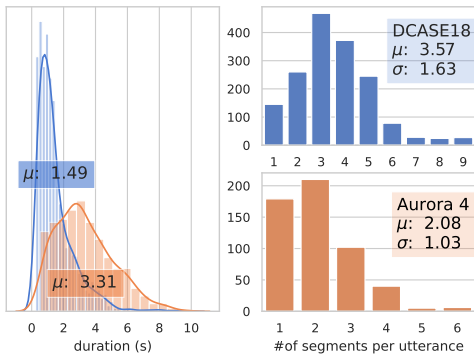 μ: 1.49
μ: 3.31
0 2 4 6 8 10
duration (s)
400
300
200
100
0
DCASE18
μ: 3.57
σ: 1.63
1 2 3 4 5 6 7 8 9
200
150
100
50
0
Aurora 4
μ: 2.08
σ: 1.03
1 2 3 4 5 6
#of segments per utterance